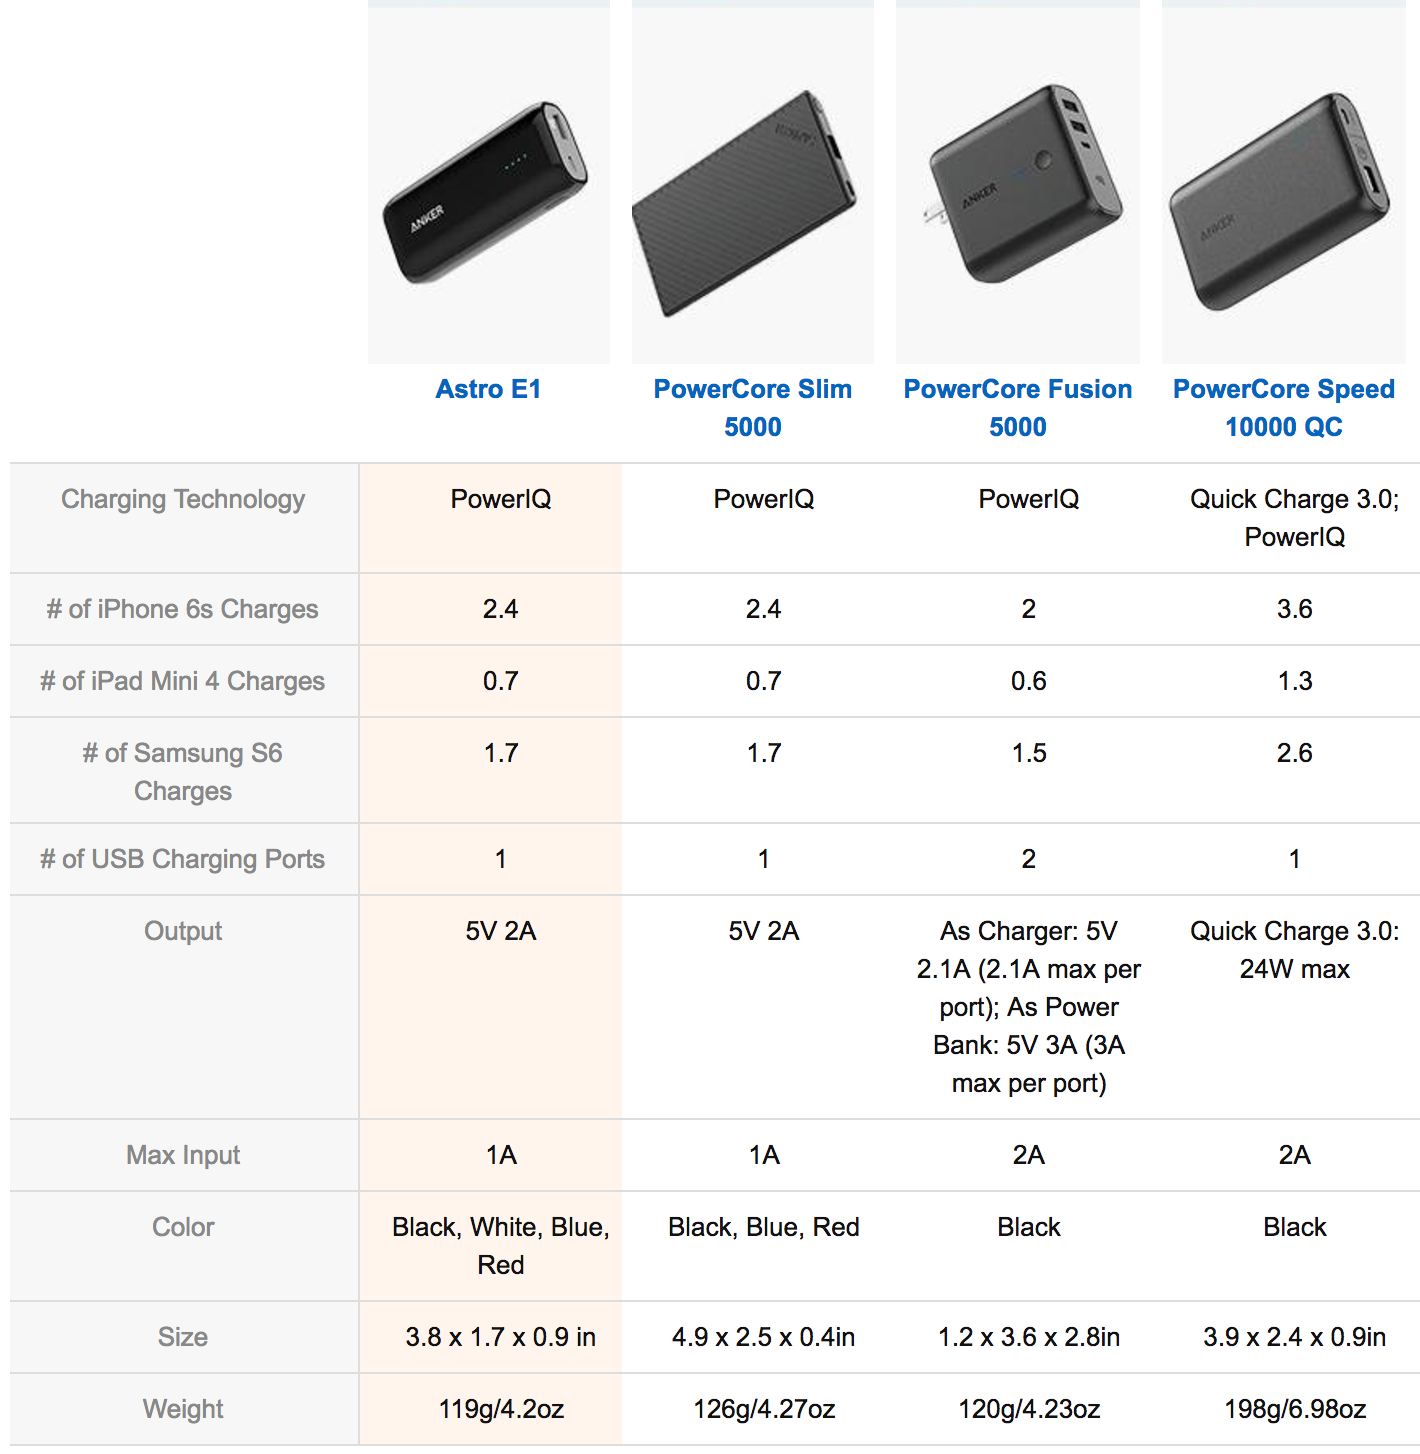 ANKER
ANKER
ANKER
ANKER
Astro E1
PowerCore Slim
5000
PowerCore Fusion
5000
PowerCore Speed
10000 QC
Charging Technology
PowerIQ
PowerIQ
PowerIQ
Quick Charge 3.0;
PowerIQ
# of iPhone 6s Charges
2.4
2.4
2
3.6
# of iPad Mini 4 Charges
0.7
0.7
0.6
1.3
# of Samsung S6
Charges
1.7
1.7
1.5
2.6
# of USB Charging Ports
1
1
2
1
Output
5V 2A
5V 2A
As Charger: 5V
2.1A (2.1A max per
port); As Power
Bank: 5V 3A (3A
max per port)
Quick Charge 3.0:
24W max
Max Input
1A
1A
2A
2A
Color
Black, White, Blue,
Red
Black, Blue, Red
Black
Black
Size
3.8 x 1.7 x 0.9 in
4.9 x 2.5 x 0.4in
1.2 x 3.6 x 2.8in
3.9 x 2.4 x 0.9in
Weight
119g/4.2oz
126g/4.27oz
120g/4.23oz
198g/6.98oz